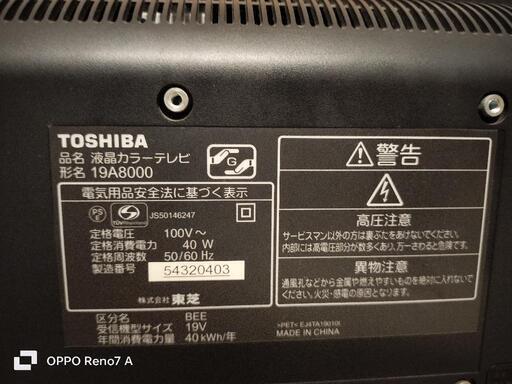 TOSHIBA
品名 液晶カラーテレビ
形名 19A8000
G
電気用品安全法に基づく表示
PS
E
JS50146247
定格電圧 100V～
定格消費電力 40 W
定格周波数 50/60 Hz
製造番号 54320403
株式会社 東芝
区分名 BEE
受信機型サイズ 19V
年間消費電力量 40 kWh/年
警告
高圧注意
サービスマン以外の方は裏ぶたをあけないでください。
内部には高電圧部分が数多くあり、万一さわると危険です。
異物注意
通風孔などから金属や燃えやすいものを絶対に入れない
でください。火災・感電の原因になります。
>PET< EJ4TA19010I
MADE IN CHINA
OPPO Reno7 A